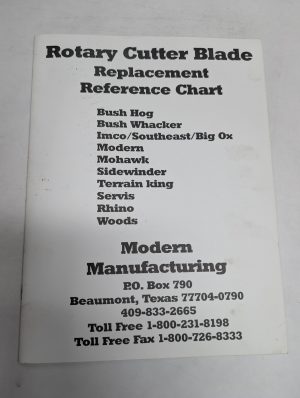 Rotary Cutter Blade
Replacement
Reference Chart
Bush Hog
Bush Whacker
Imco/Southeast/Big Ox
Modern
Mohawk
Sidewinder
Terrain king
Servis
Rhino
Woods
Modern
Manufacturing
P.O. Box 790
Beaumont, Texas 77704-0790
409-833-2665
Toll Free 1-800-231-8198
Toll Free Fax 1-800-726-8333